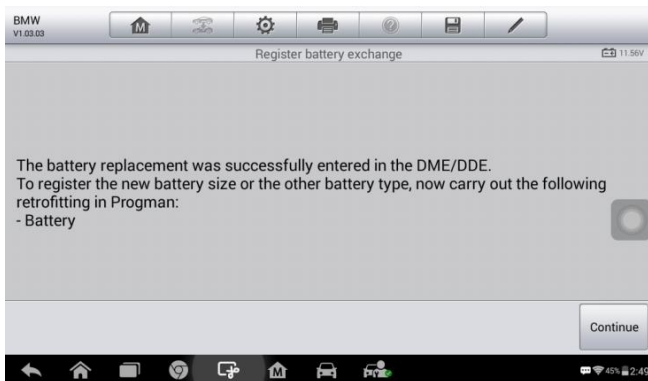 BMW
V1.03.03
Register battery exchange
11.56V
The battery replacement was successfully entered in the DME/DDE.
To register the new battery size or the other battery type, now carry out the following
retrofitting in Progman:
- Battery
Continue
45% 2:49